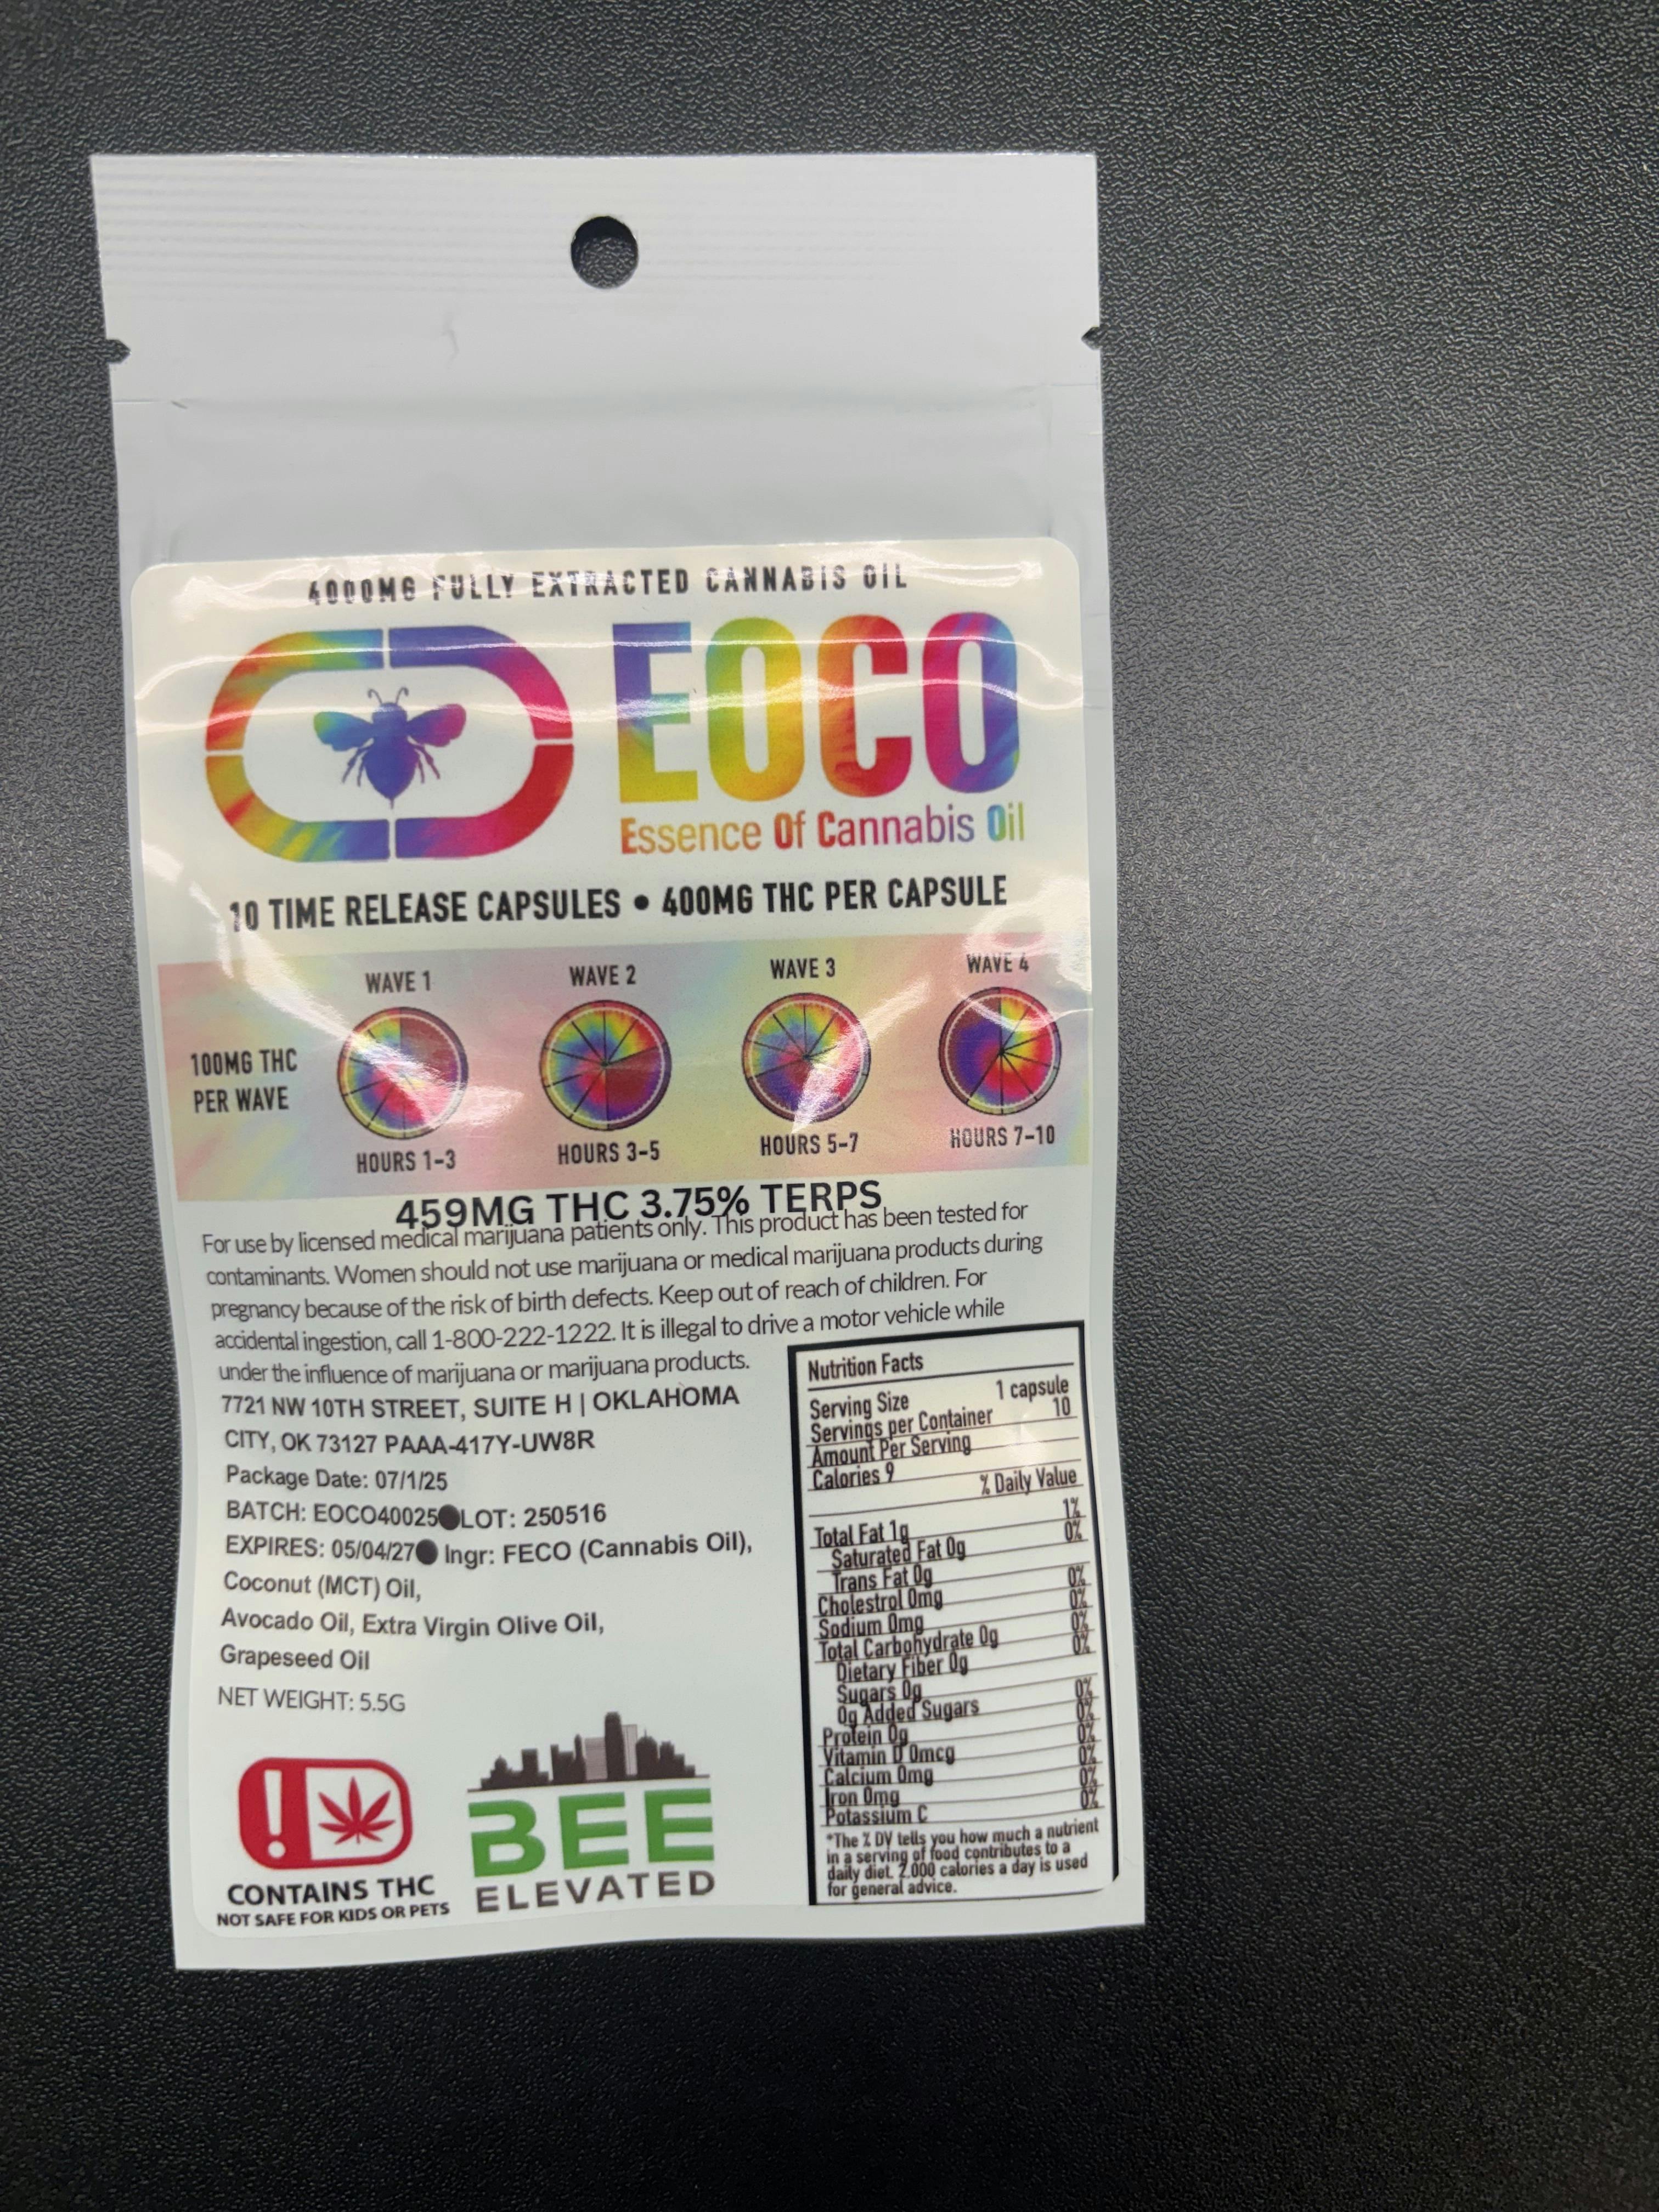 4000MG FULLY EXTRACTED CANNABIS OIL
EOCO
Essence Of Cannabis Oil
10 TIME RELEASE CAPSULES • 400MG THC PER CAPSULE
100MG THC
PER WAVE
WAVE 1
HOURS 1-3
WAVE 2
HOURS 3-5
WAVE 3
HOURS 5-7
WAVE 4
HOURS 7-10
459MG THC 3.75% TERPS
For use by licensed medical marijuana patients only. This product has been tested for
contaminants. Women should not use marijuana or medical marijuana products during
pregnancy because of the risk of birth defects. Keep out of reach of children. For
accidental ingestion, call 1-800-222-1222. It is illegal to drive a motor vehicle while
under the influence of marijuana or marijuana products.
7721 NW 10TH STREET, SUITE H | OKLAHOMA
CITY, OK 73127 PAAA-417Y-UW8R
Package Date: 07/1/25
BATCH: EOCO40025●LOT: 250516
EXPIRES: 05/04/27● Ingr: FECO (Cannabis Oil),
Coconut (MCT) Oil,
Avocado Oil, Extra Virgin Olive Oil,
Grapeseed Oil
NET WEIGHT: 5.5G
CONTAINS THC
NOT SAFE FOR KIDS OR PETS
BEE
ELEVATED
Nutrition Facts
Serving Size 1 capsule
Servings per Container 10
Amount Per Serving
Calories 9
% Daily Value
Total Fat 1g 1%
Saturated Fat 0g 0%
Trans Fat 0g
Cholestrol 0mg 0%
Sodium 0mg 0%
Total Carbohydrate 0g 0%
Dietary Fiber 0g 0%
Sugars 0g
0g Added Sugars 0%
Protein 0g 0%
Vitamin D 0mcg 0%
Calcium 0mg 0%
Iron 0mg 0%
Potassium C 0%
*The % DV tells you how much a nutrient
in a serving of food contributes to a
daily diet. 2,000 calories a day is used
for general advice.